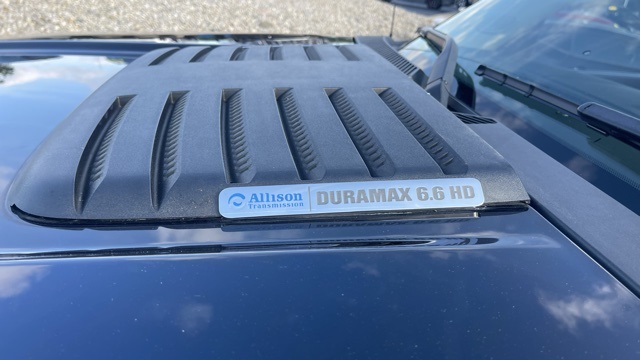 Allison DURAMAX 6.6 HD
Transmission